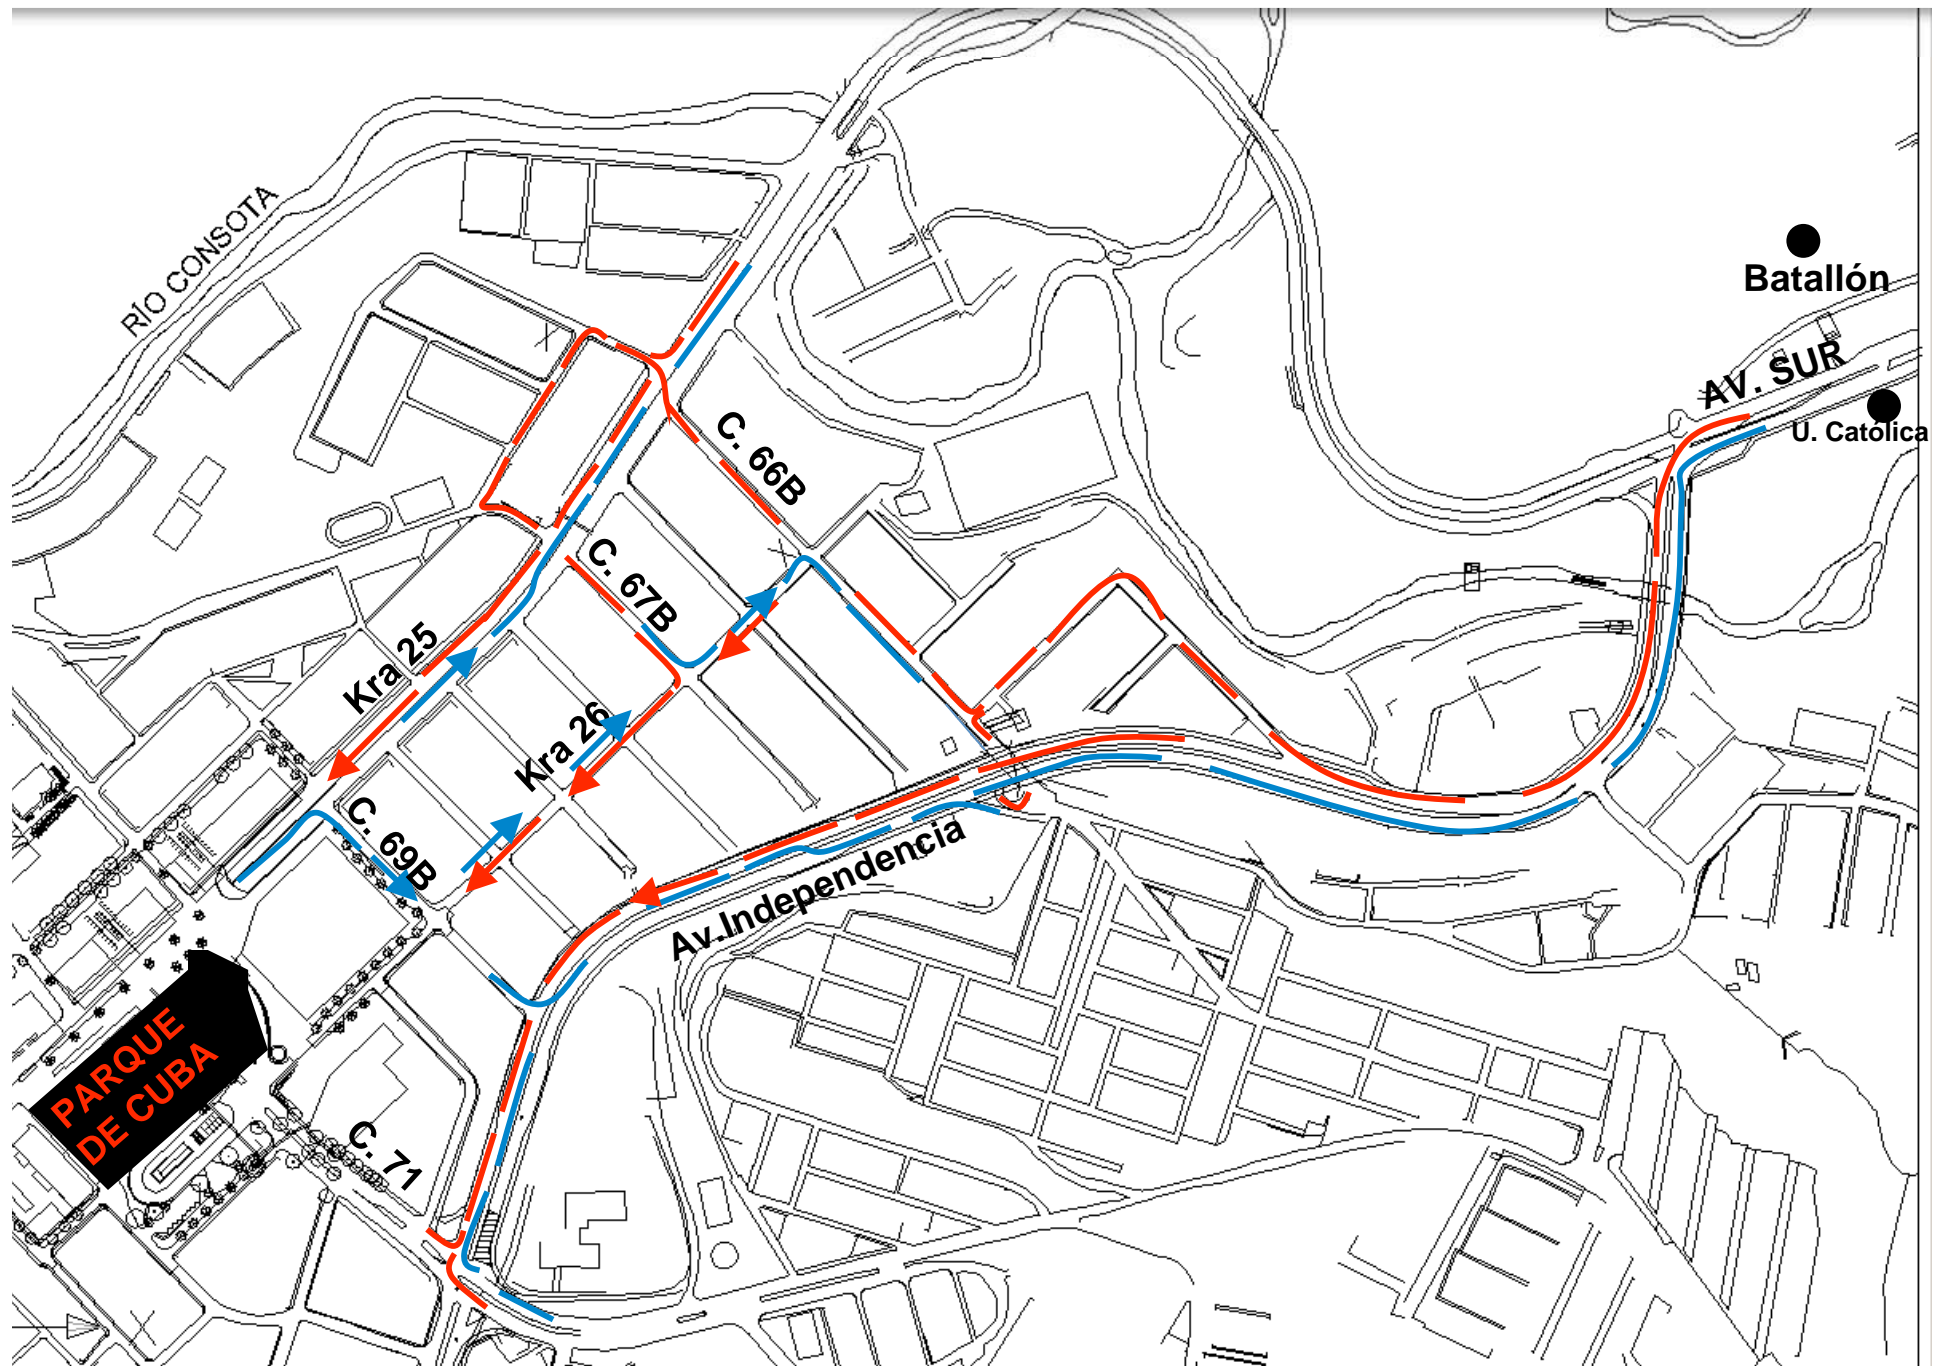 RÍO CONSOTA
Batallón
AV. SUR
U. Católica
C. 66B
C. 67B
Kra 25
Kra 26
C. 69B
Av.Independencia
PARQUE
DE CUBA
C. 71